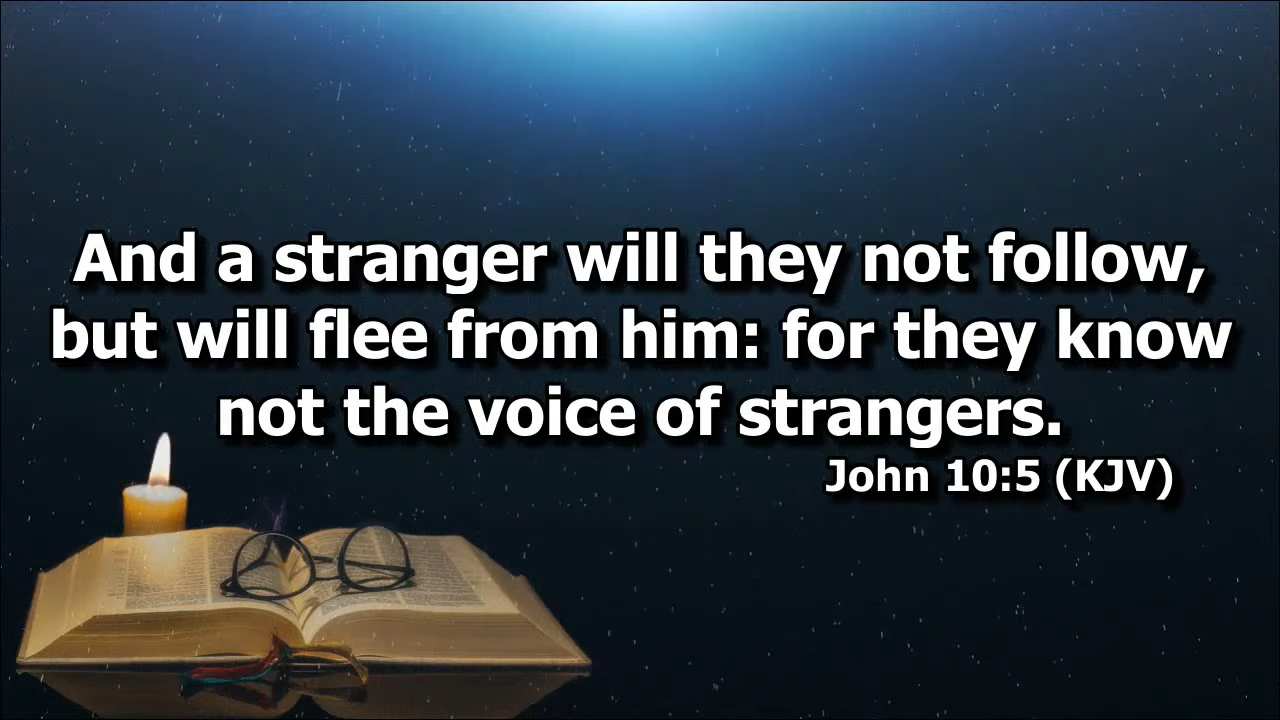 And a stranger will they not follow,
but will flee from him: for they know
not the voice of strangers.
John 10:5 (KJV)